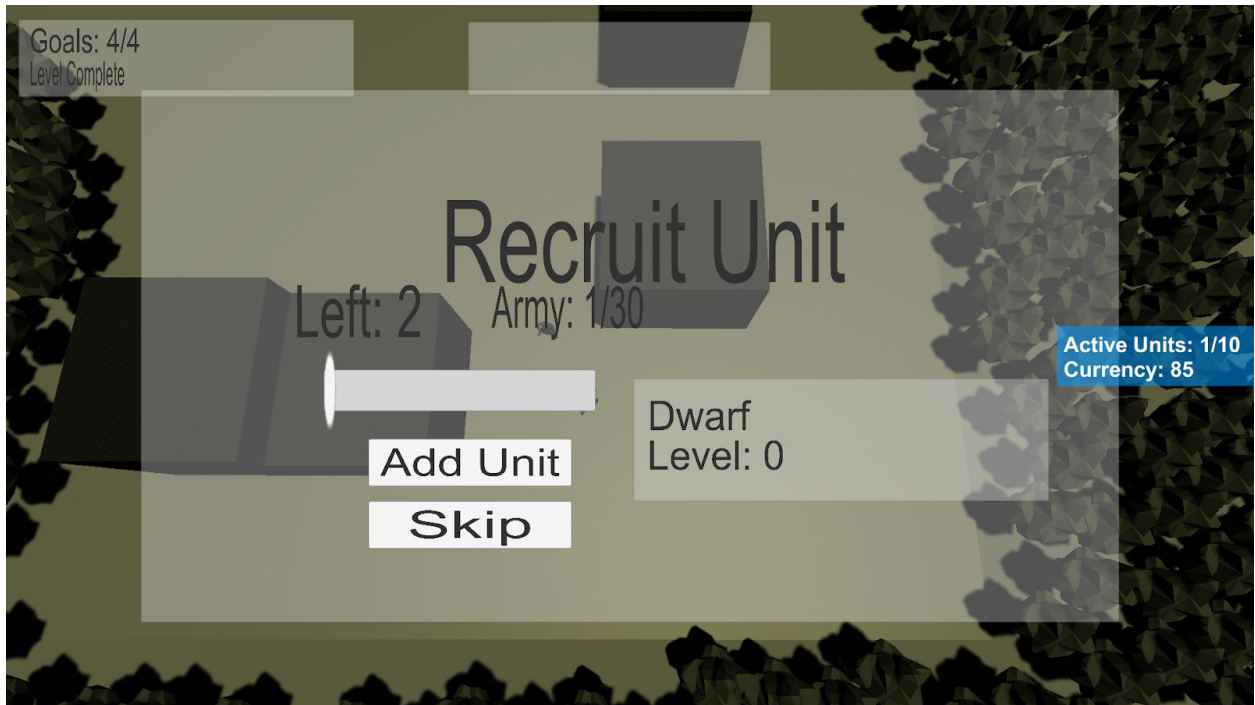 Goals: 4/4
Level Complete
Recruit Unit
Left: 2
Army: 1/30
Active Units: 1/10
Currency: 85
Dwarf
Level: 0
Add Unit
Skip